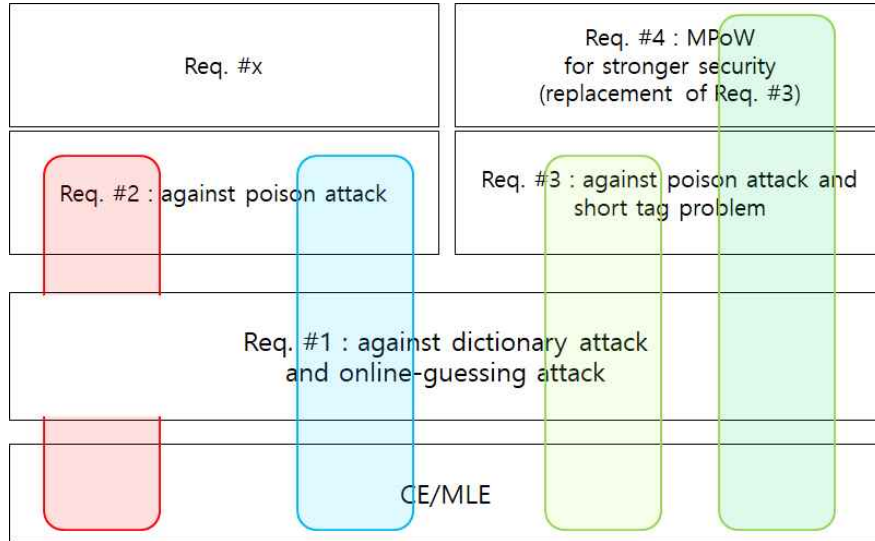 Req. #x
Req. #4 : MPoW
for stronger security
(replacement of Req. #3)
Req. #2 : against poison attack
Req. #3 : against poison attack and
short tag problem
Req. #1 : against dictionary attack
and online-guessing attack
CE/MLE